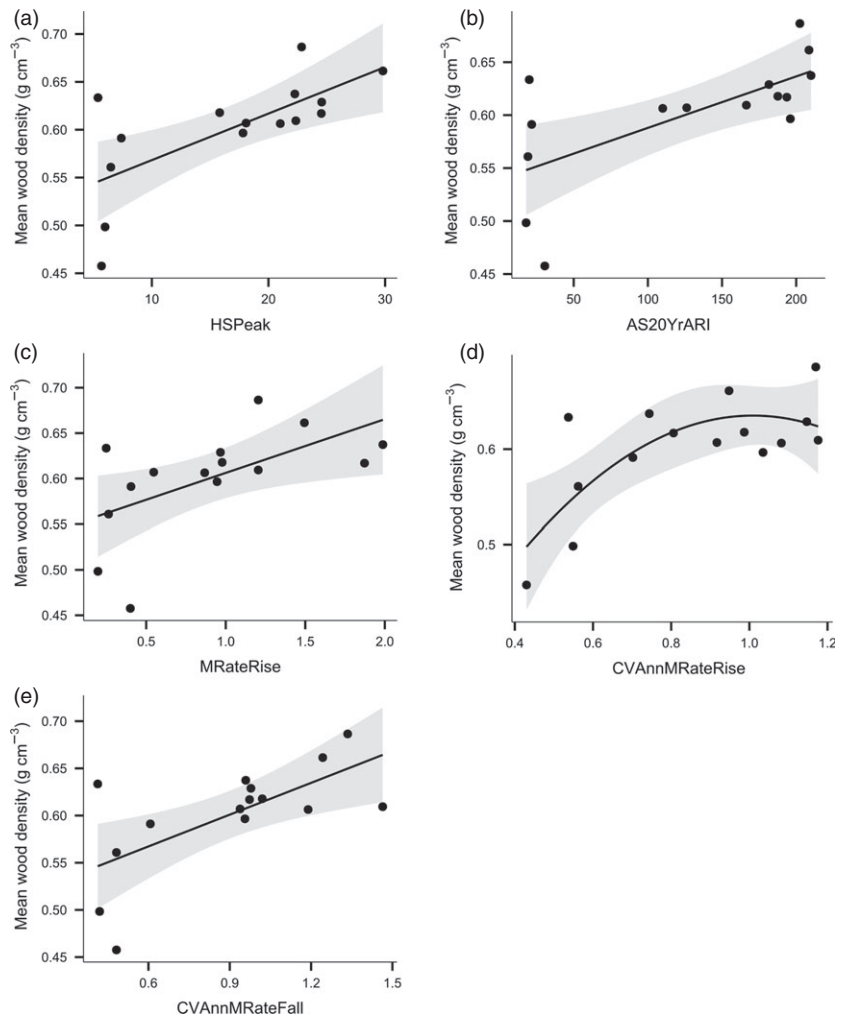 (a)
Mean wood density (g cm−3)
0.70
0.65
0.60
0.55
0.50
0.45
10 20 30
HSPeak
(b)
Mean wood density (g cm−3)
0.65
0.60
0.55
0.50
0.45
50 100 150 200
AS20YrARI
(c)
Mean wood density (g cm−3)
0.70
0.65
0.60
0.55
0.50
0.45
0.5 1.0 1.5 2.0
MRateRise
(d)
Mean wood density (g cm−3)
0.6
0.5
0.4 0.6 0.8 1.0 1.2
CVAnnMRateRise
(e)
Mean wood density (g cm−3)
0.70
0.65
0.60
0.55
0.50
0.45
0.6 0.9 1.2 1.5
CVAnnMRateFall